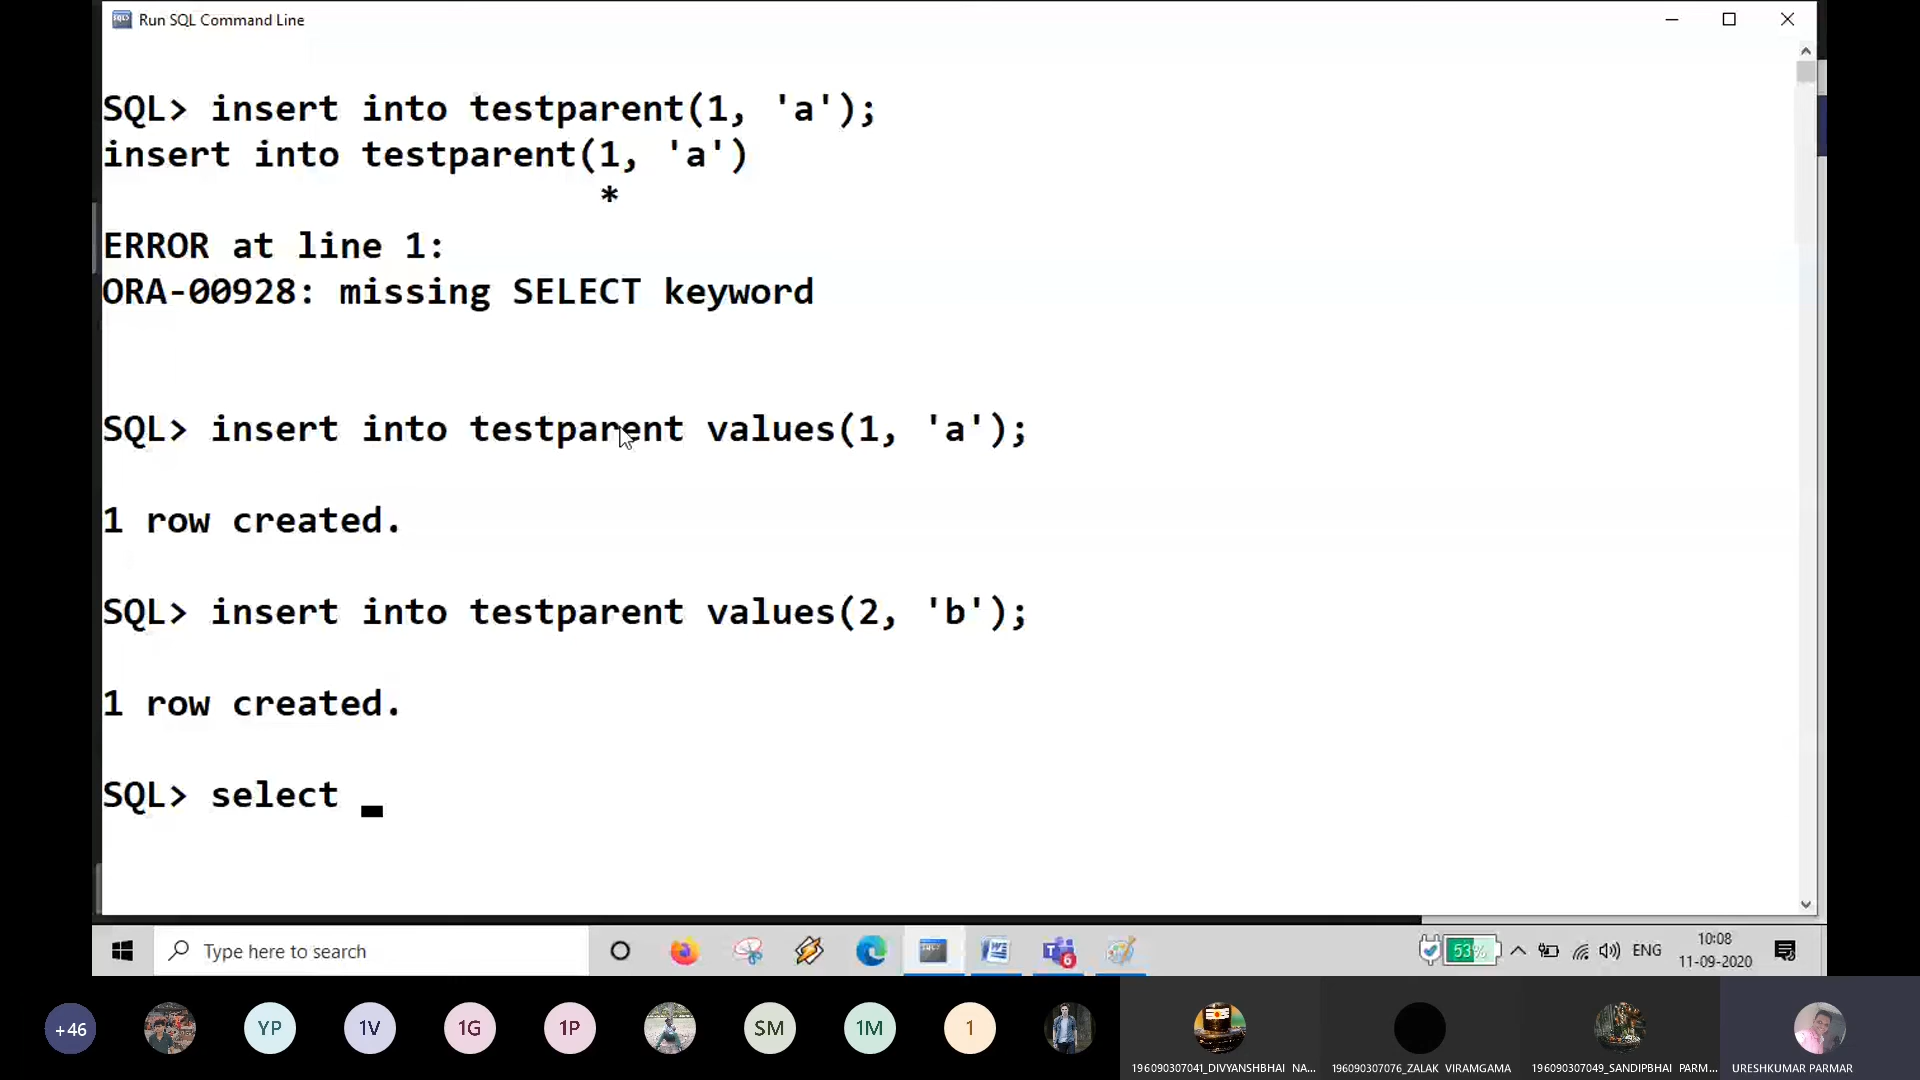 Run SQL Command Line
SQL> insert into testparent(1, 'a');
insert into testparent(1, 'a')
*
ERROR at line 1:
ORA-00928: missing SELECT keyword
SQL> insert into testparent values(1, 'a');
1 row created.
SQL> insert into testparent values(2, 'b');
1 row created.
SQL> select
Type here to search
53%
6
ENG
10:08
11-09-2020
+46
YP
1V
1G
1P
SM
1M
1
196090307041_DIVYANSHBHAI NA...
196090307076_ZALAK VIRAMGAMA
196090307049_SANDIPBHAI PARM...
URESHKUMAR PARMAR